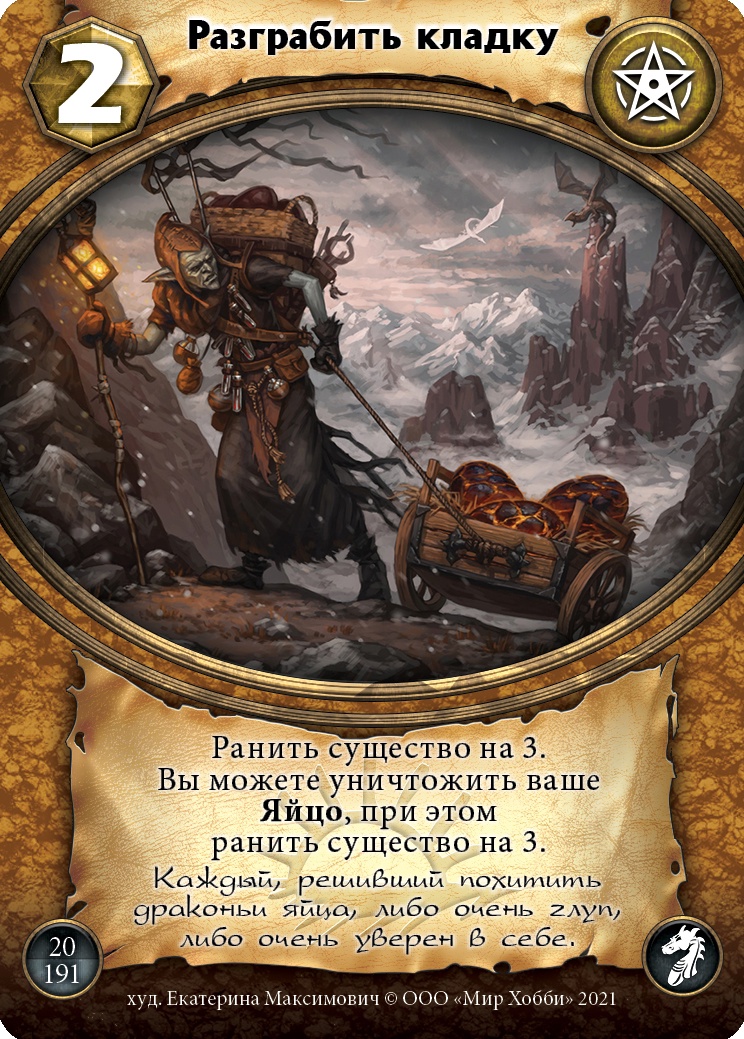 Разграбить кладку
2
Ранить существо на 3.
Вы можете уничтожить ваше
Яйцо, при этом
ранить существо на 3.
Каждый, решивший похитить
драконьи яйца, либо очень глуп,
либо очень уверен в себе.
20
191
худ. Екатерина Максимович © ООО «Мир Хобби» 2021